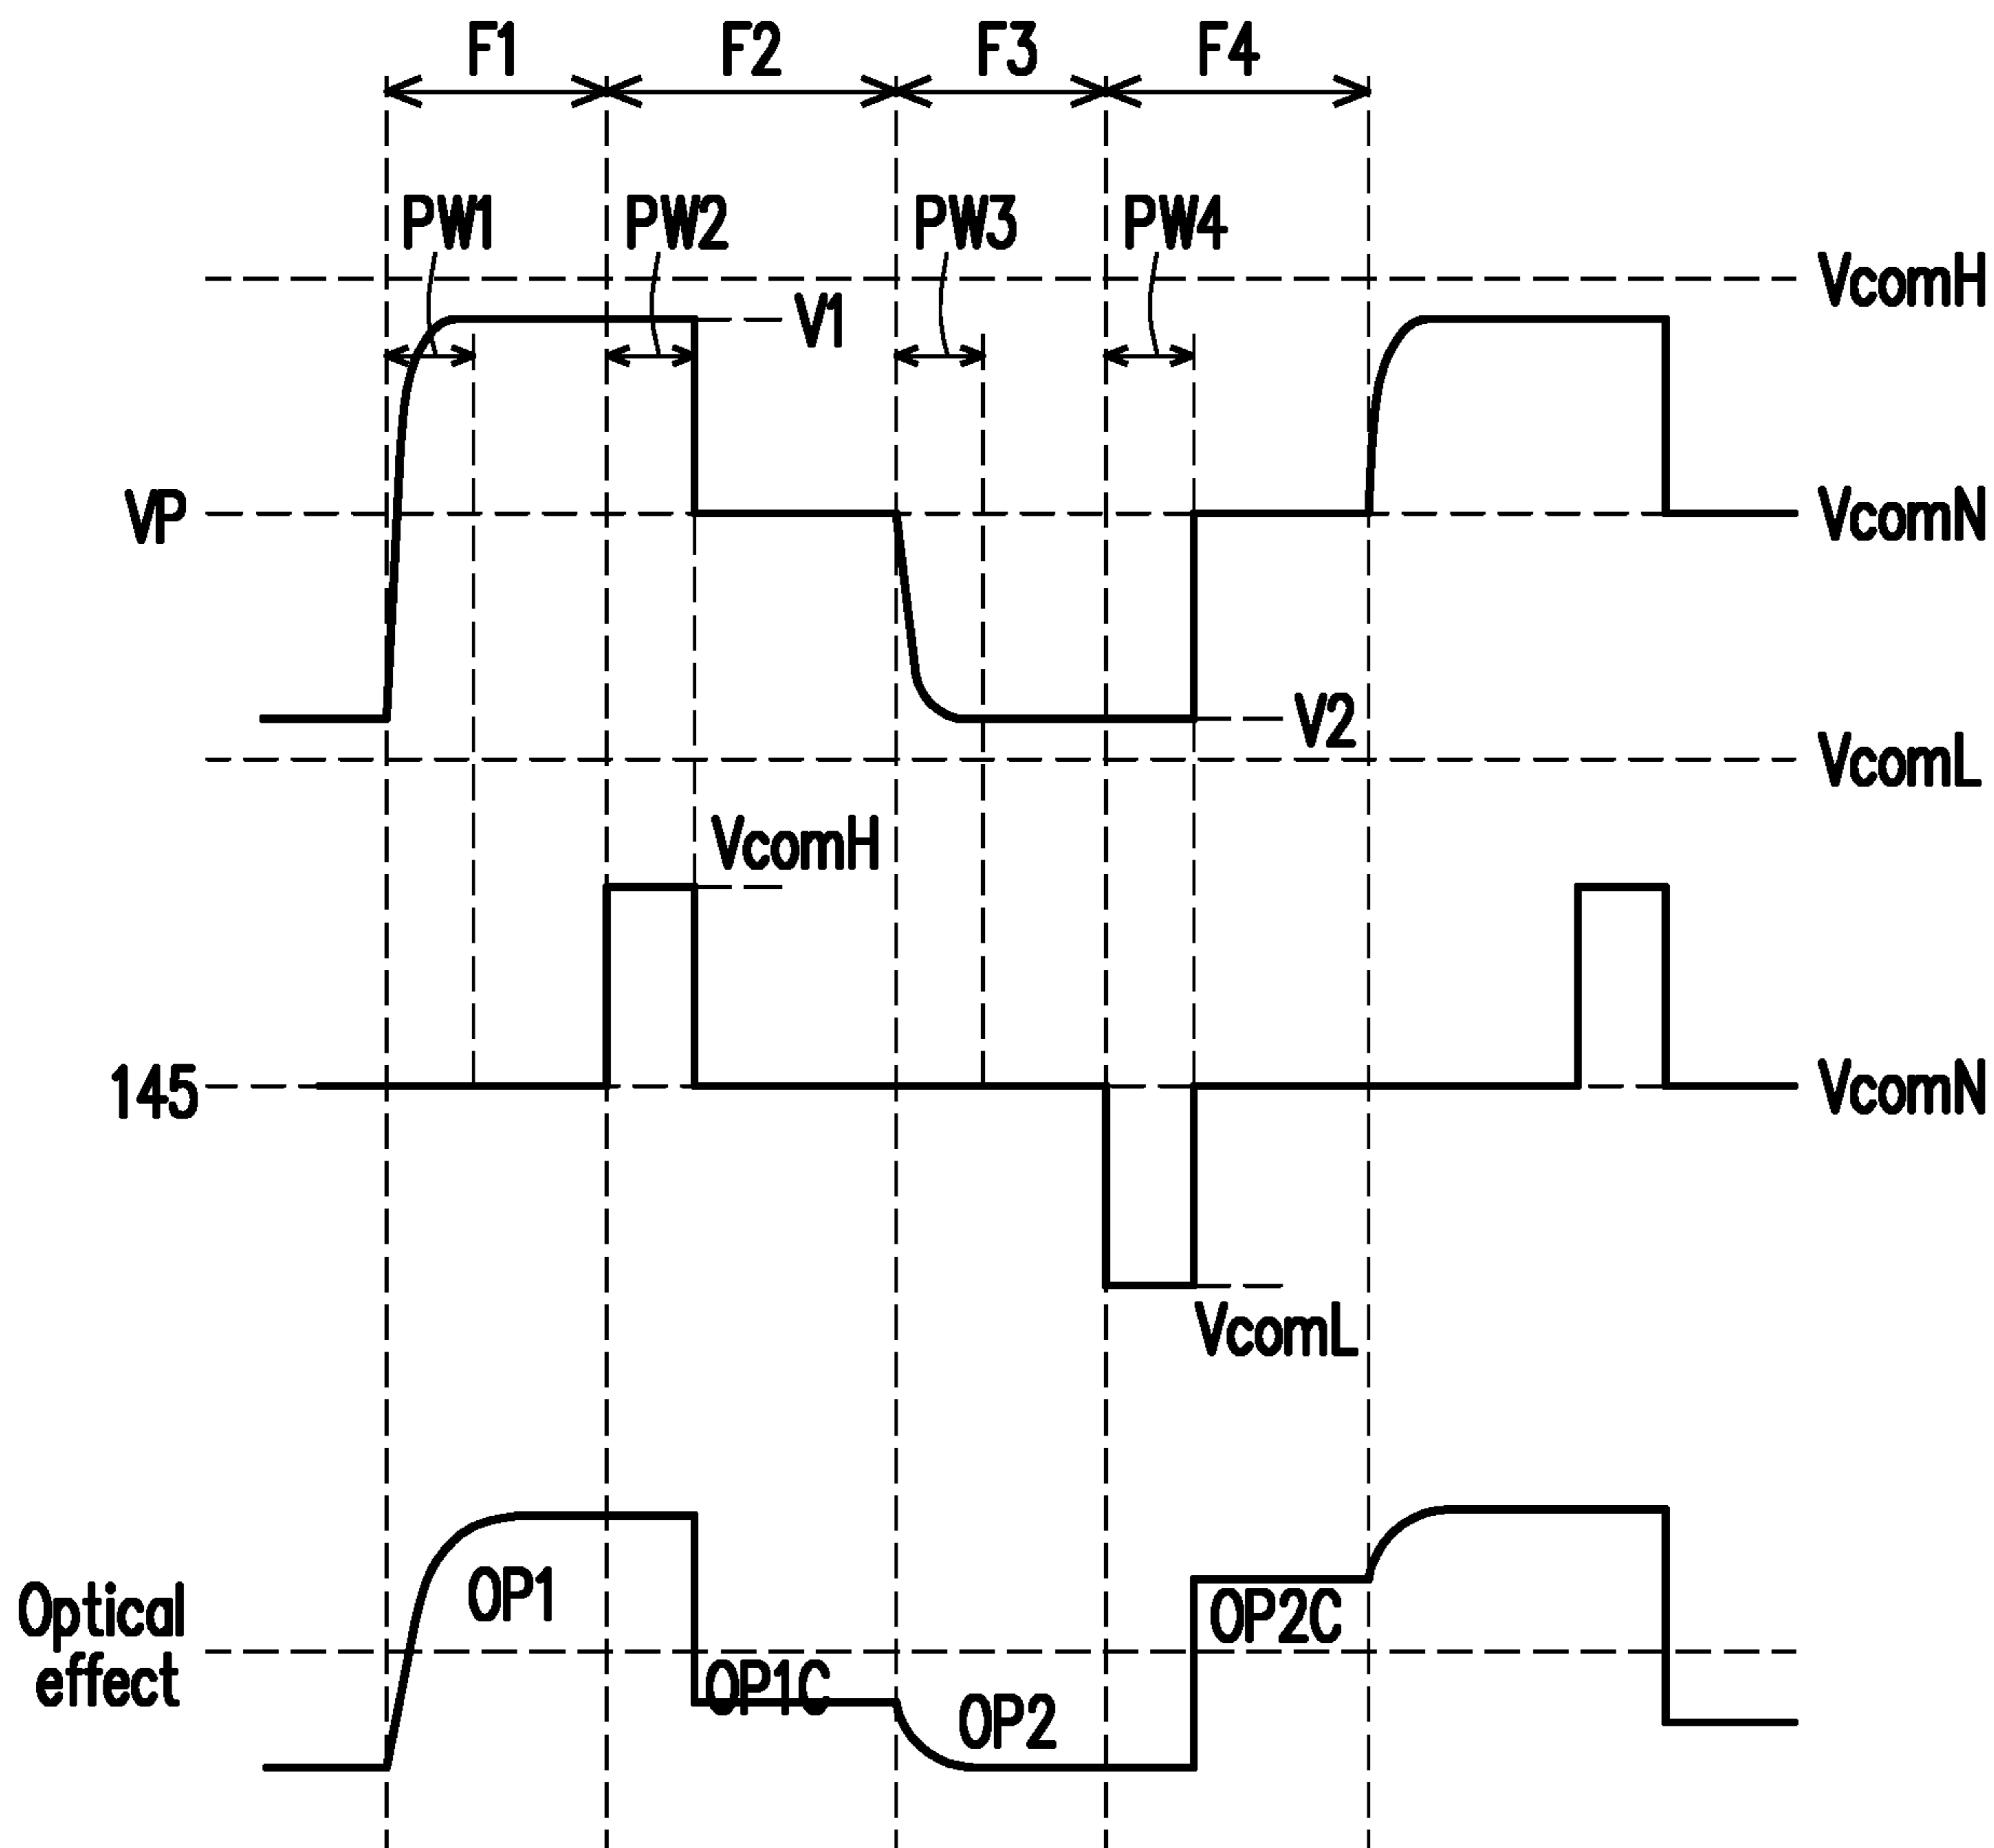 F1 F2 F3 F4
PW1 PW2 PW3 PW4
VcomH
V1
VP
VcomN
V2
VcomL
VcomH
145
VcomN
VcomL
OP1
OP2C
Optical
effect
OP1C
OP2